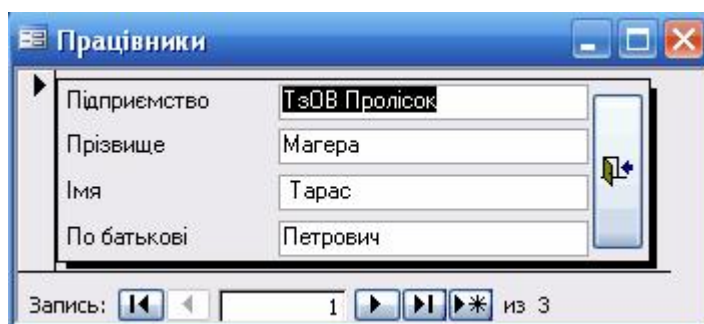 Працівники
Підприємство ТзОВ Пролісок
Прізвище Магера
Імя Тарас
По батькові Петрович
Запись: 1 из 3